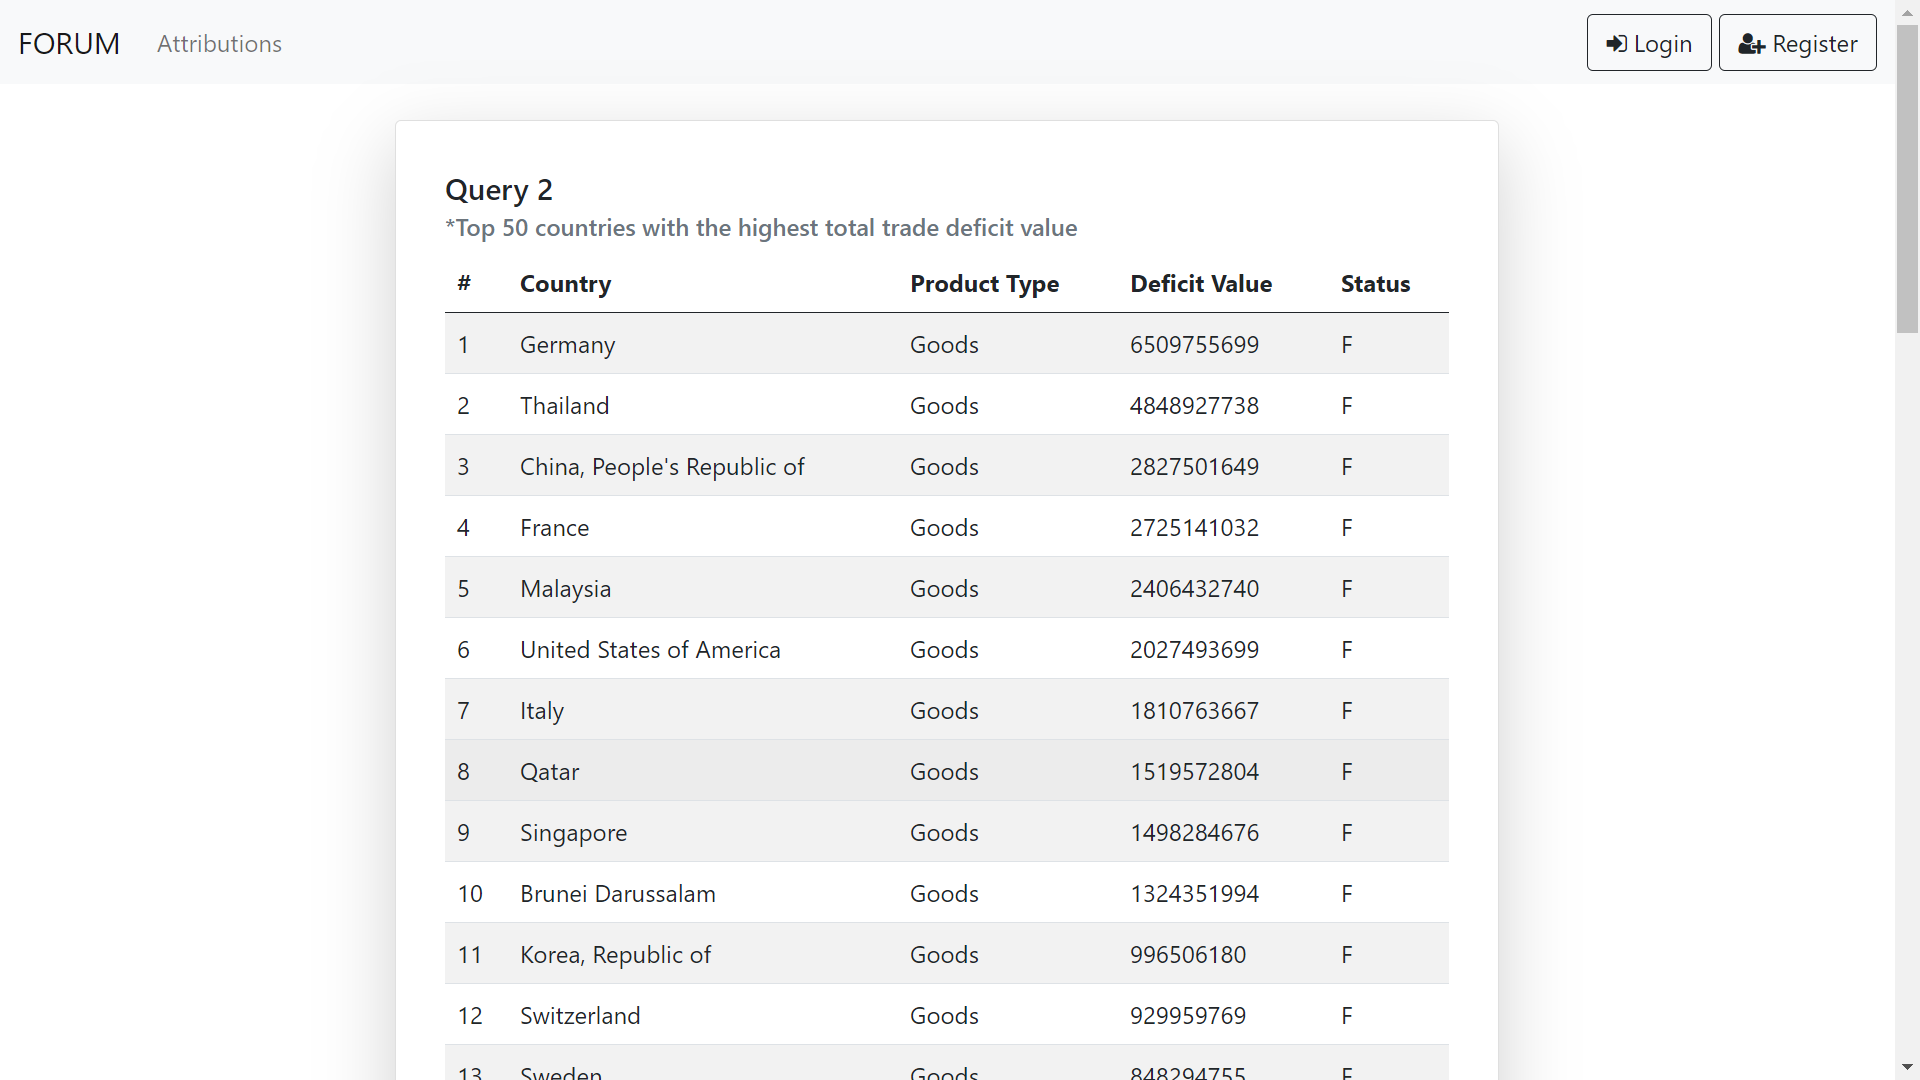 FORUM Attributions Login Register
Query 2
*Top 50 countries with the highest total trade deficit value
# Country Product Type Deficit Value Status
1 Germany Goods 6509755699 F
2 Thailand Goods 4848927738 F
3 China, People's Republic of Goods 2827501649 F
4 France Goods 2725141032 F
5 Malaysia Goods 2406432740 F
6 United States of America Goods 2027493699 F
7 Italy Goods 1810763667 F
8 Qatar Goods 1519572804 F
9 Singapore Goods 1498284676 F
10 Brunei Darussalam Goods 1324351994 F
11 Korea, Republic of Goods 996506180 F
12 Switzerland Goods 929959769 F
13 Sweden Goods 848294755 F